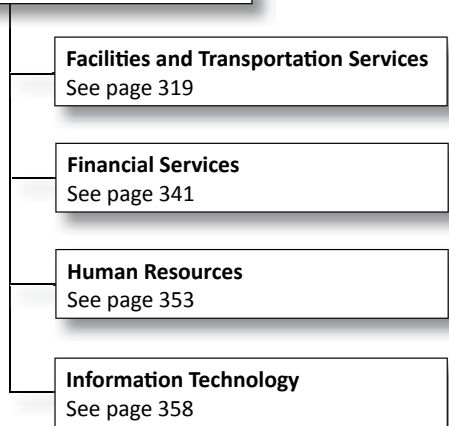 Facilities and Transportation Services
See page 319
Financial Services
See page 341
Human Resources
See page 353
Information Technology
See page 358